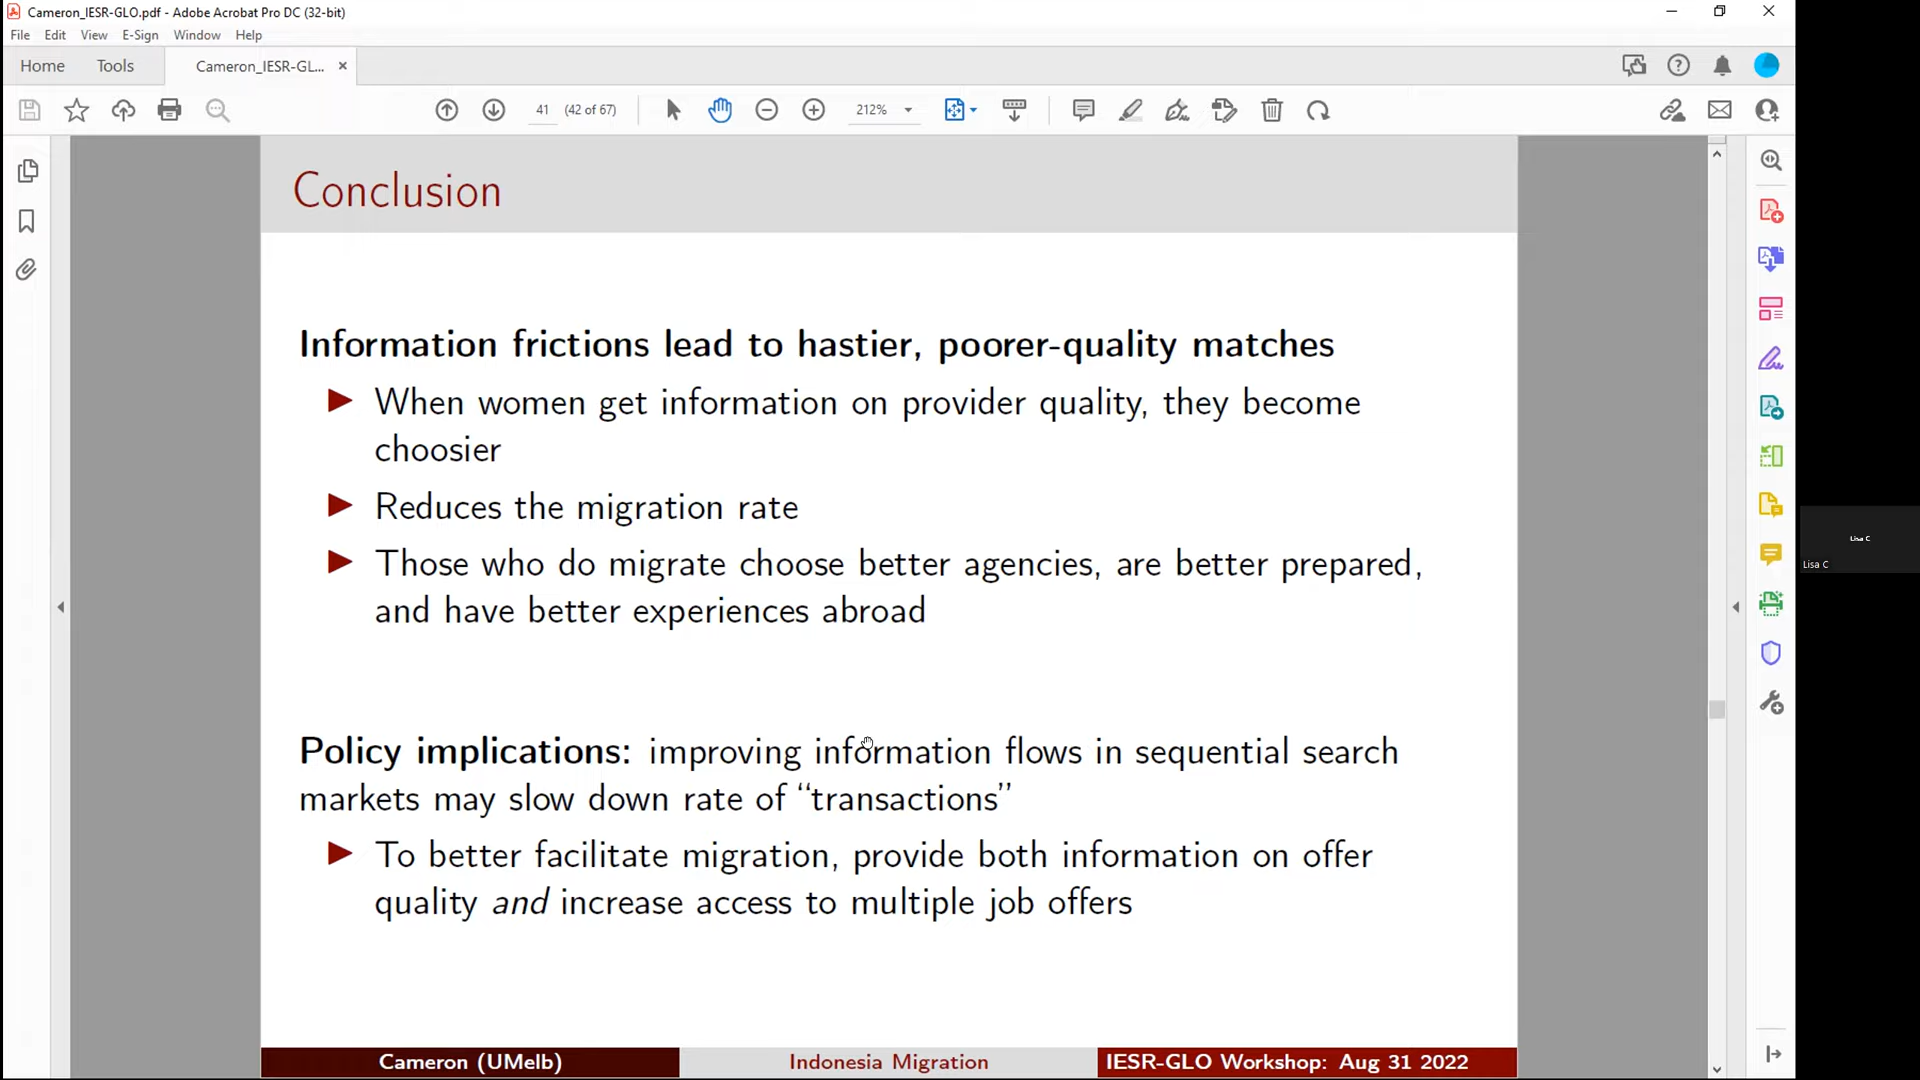 Cameron_IESR-GLO.pdf - Adobe Acrobat Pro DC (32-bit)
File Edit View E-Sign Window Help
Home Tools Cameron_IESR-GL... ×
41 (42 of 67) 212%
Conclusion
Information frictions lead to hastier, poorer-quality matches
When women get information on provider quality, they become
choosier
Reduces the migration rate
Those who do migrate choose better agencies, are better prepared,
and have better experiences abroad
Lisa C
Lisa C
Policy implications: improving information flows in sequential search
markets may slow down rate of “transactions”
To better facilitate migration, provide both information on offer
quality and increase access to multiple job offers
Cameron (UMelb) Indonesia Migration IESR-GLO Workshop: Aug 31 2022